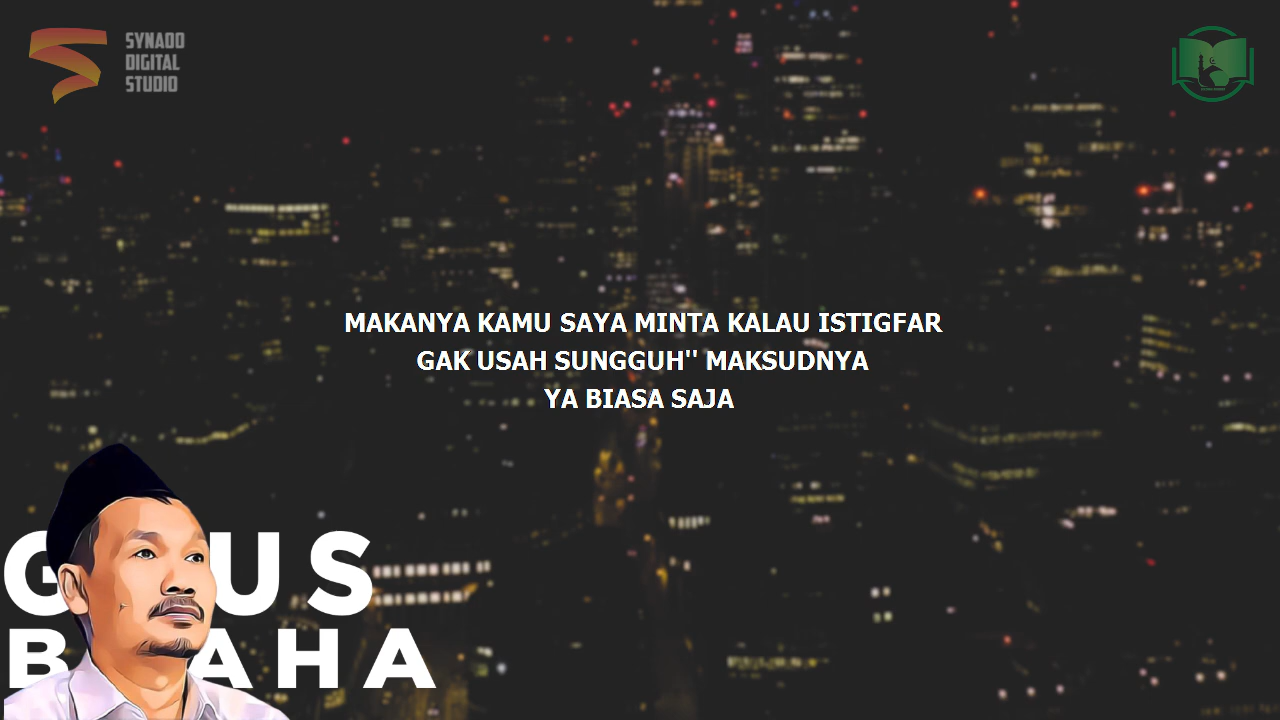 SYNADO
DIGITAL
STUDIO
MAKANYA KAMU SAYA MINTA KALAU ISTIGFAR
GAK USAH SUNGGUH'' MAKSUDNYA
YA BIASA SAJA
GUS
BAHA